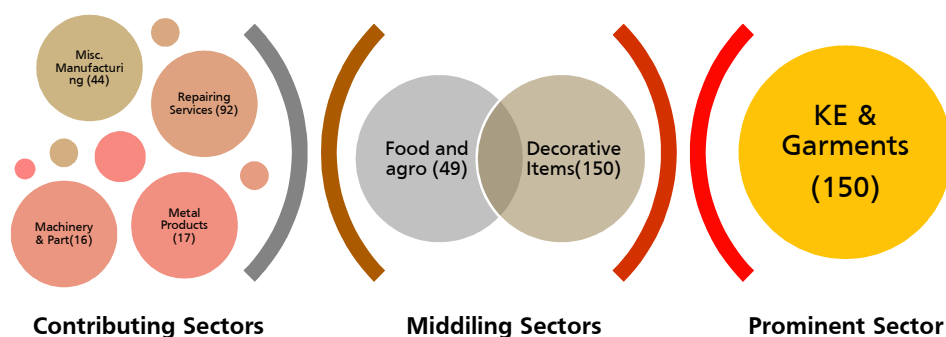 Misc.
Manufacturi
ng (44)
Repairing
Services (92)
Machinery
& Part(16)
Metal
Products
(17)
Food and
agro (49)
Decorative
Items(150)
KE &
Garments
(150)
Contributing Sectors
Middiling Sectors
Prominent Sector